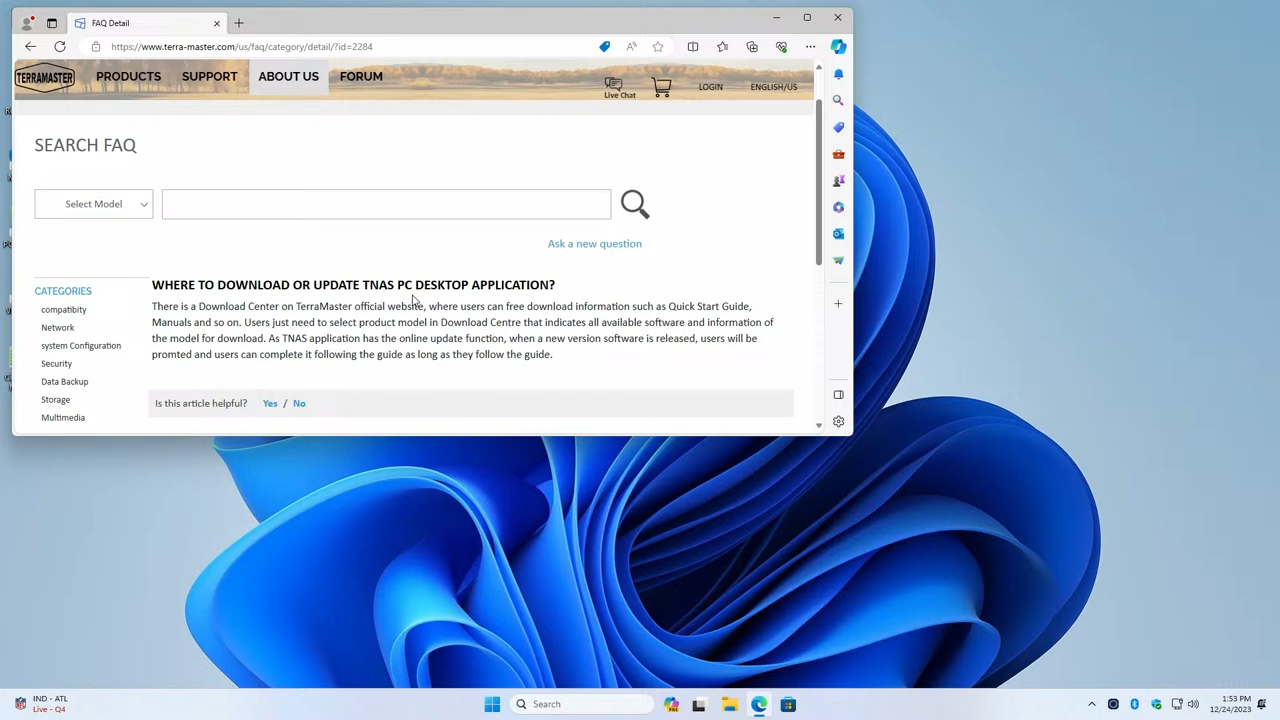 FAQ Detail
https://www.terra-master.com/us/faq/category/detail/?id=2284
TERRAMASTER
PRODUCTS
SUPPORT
ABOUT US
FORUM
Live Chat
LOGIN
ENGLISH/US
SEARCH FAQ
Select Model
Ask a new question
CATEGORIES
compatibity
Network
system Configuration
Security
Data Backup
Storage
Multimedia
WHERE TO DOWNLOAD OR UPDATE TNAS PC DESKTOP APPLICATION?
There is a Download Center on TerraMaster official website, where users can free download information such as Quick Start Guide,
Manuals and so on. Users just need to select product model in Download Centre that indicates all available software and information of
the model for download. As TNAS application has the online update function, when a new version software is released, users will be
promted and users can complete it following the guide as long as they follow the guide.
Is this article helpful? Yes / No
IND - ATL
Live - Q4
Search
1:53 PM
12/24/2023